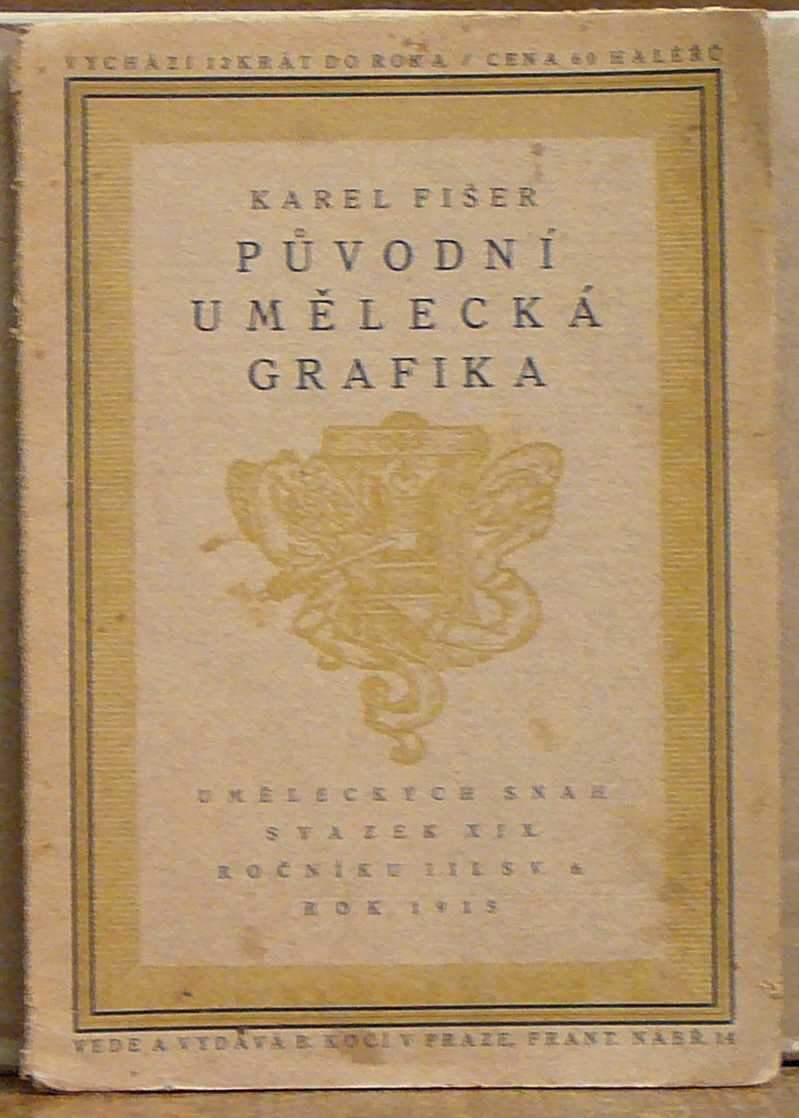 VYCHÁZÍ 12KRÁT DO ROKA / CENA 60 HALÉŘŮ
KAREL FIŠER
PŮVODNÍ
UMĚLECKÁ
GRAFIKA
UMĚLECKÝCH SNAH
SVAZEK XIX
ROČNÍKU III. SV. 6
ROK 1915
VEDE A VYDÁVÁ B. KOČÍ V PRAZE, FRANT. NÁBŘ. 14